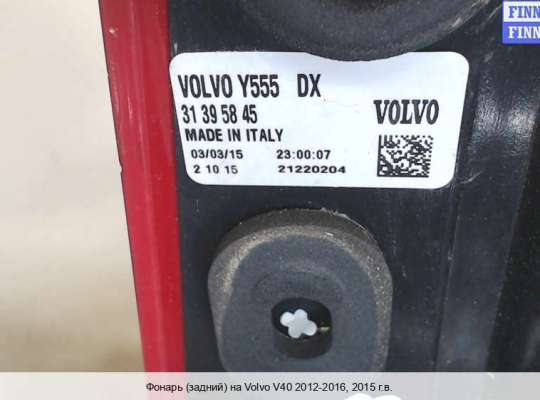 FINN
FINN
VOLVO Y555 DX
31 39 58 45
VOLVO
MADE IN ITALY
03/03/15 23:00:07
2 10 15 21220204
Фонарь (задний) на Volvo V40 2012-2016, 2015 г.в.